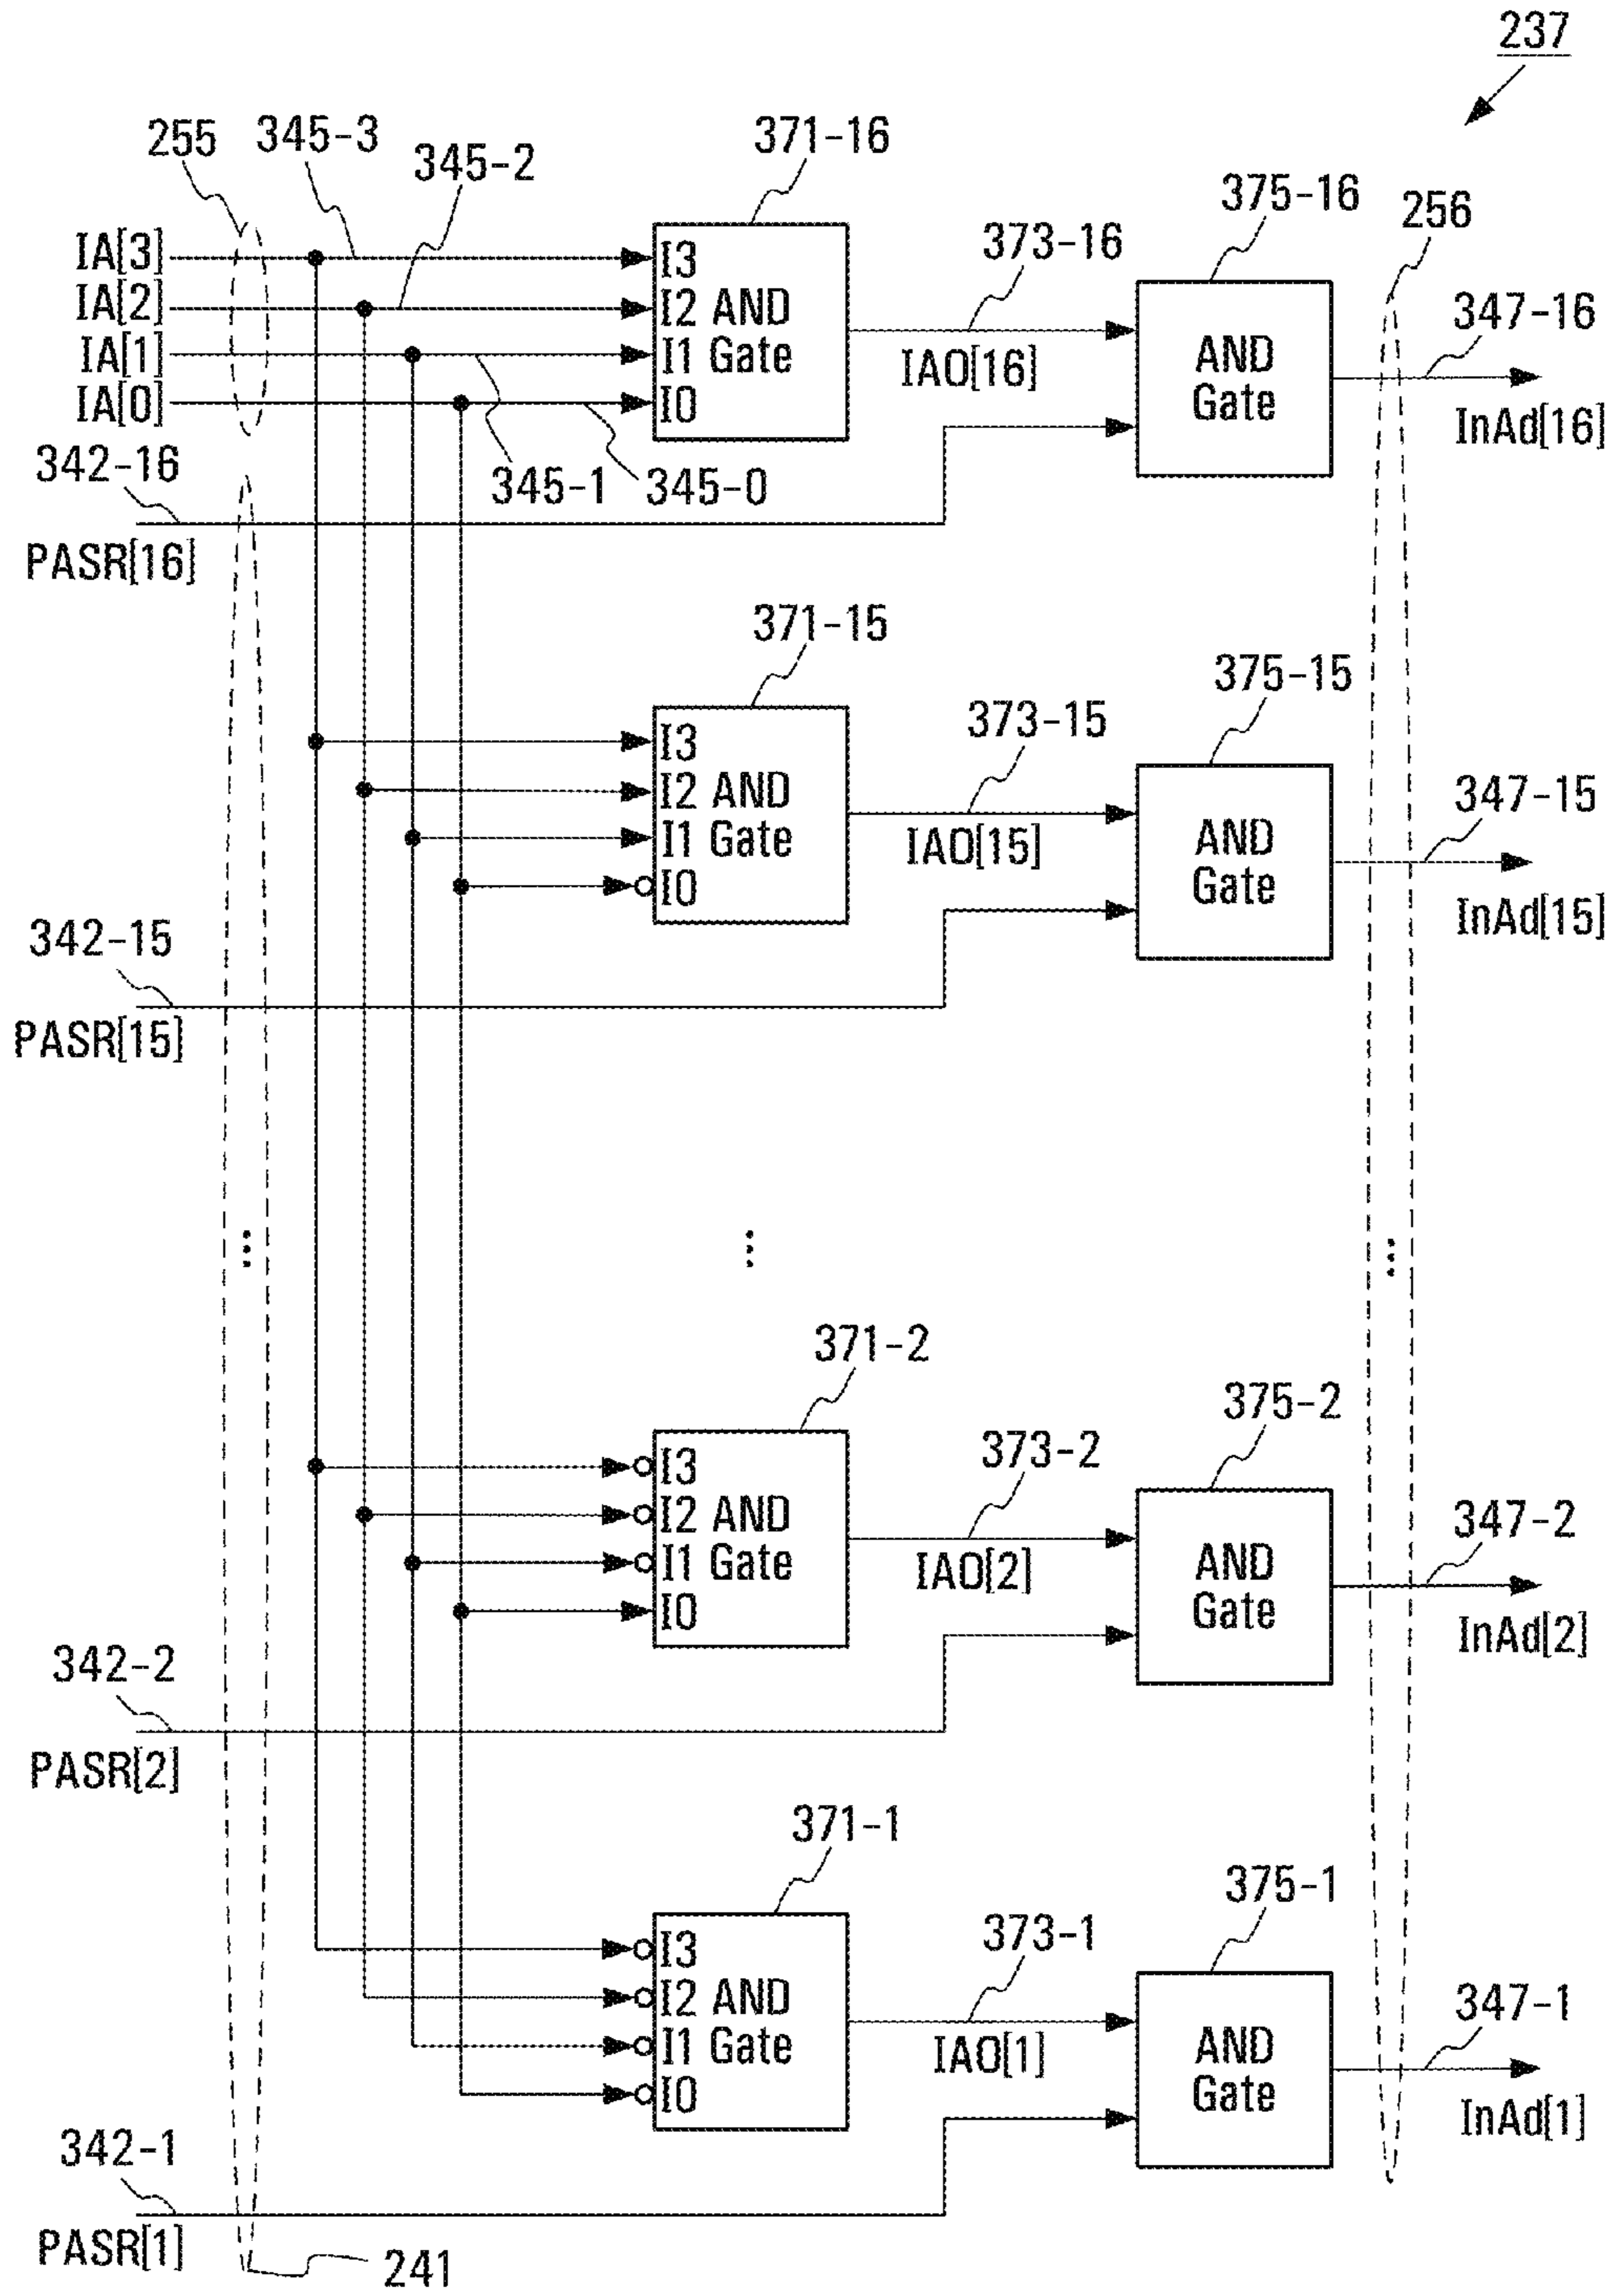 237
255
345-3
345-2
371-16
375-16
256
IA[3]
IA[2]
IA[1]
IA[0]
I3
I2 AND
I1 Gate
I0
373-16
IAO[16]
AND
Gate
347-16
InAd[16]
342-16
345-1
345-0
PASR[16]
371-15
375-15
I3
I2 AND
I1 Gate
I0
373-15
IAO[15]
AND
Gate
347-15
InAd[15]
342-15
PASR[15]
...
...
...
371-2
375-2
I3
I2 AND
I1 Gate
I0
373-2
IAO[2]
AND
Gate
347-2
InAd[2]
342-2
PASR[2]
371-1
375-1
I3
I2 AND
I1 Gate
I0
373-1
IAO[1]
AND
Gate
347-1
InAd[1]
342-1
PASR[1]
241